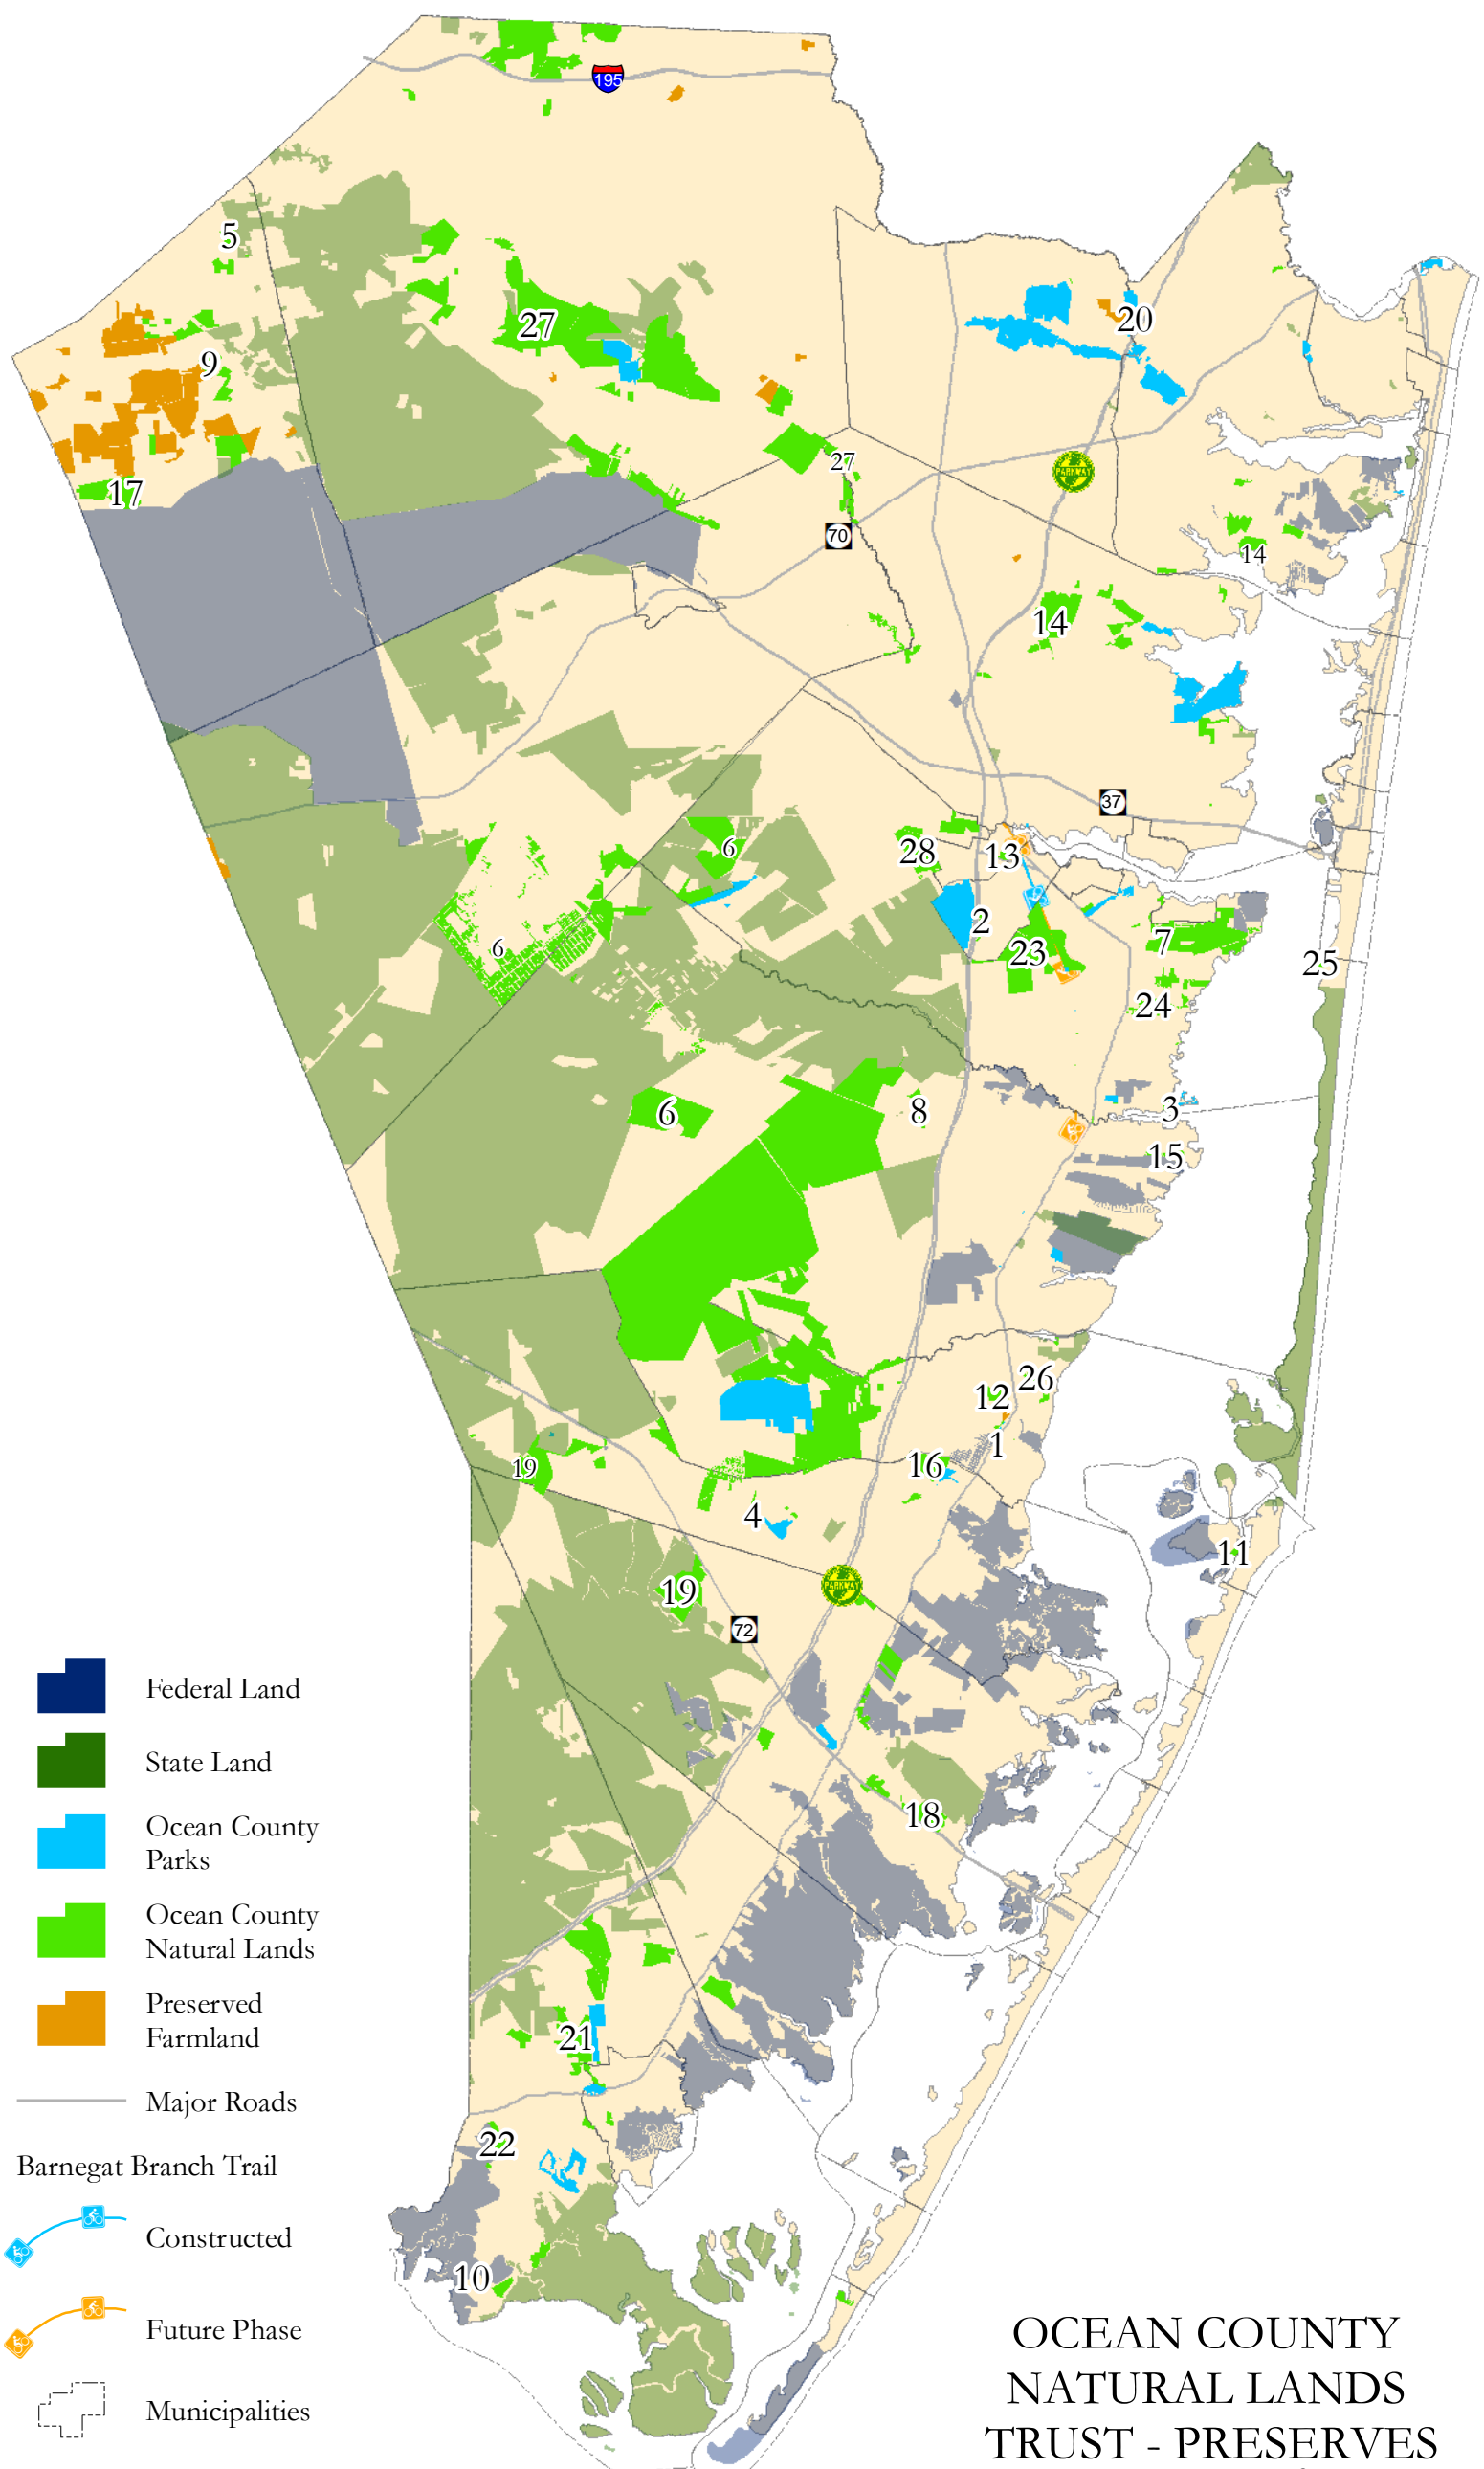 195
5
27
20
9
27
PARKWAY
17
70
14
14
37
6
28
13
2
6
23
7
25
24
6
8
3
15
26
12
1
16
19
4
11
PARKWAY
19
72
18
Federal Land
State Land
Ocean County
Parks
Ocean County
Natural Lands
Preserved
Farmland
21
Major Roads
22
Barnegat Branch Trail
Constructed
10
Future Phase
Municipalities
OCEAN COUNTY
NATURAL LANDS
TRUST - PRESERVES